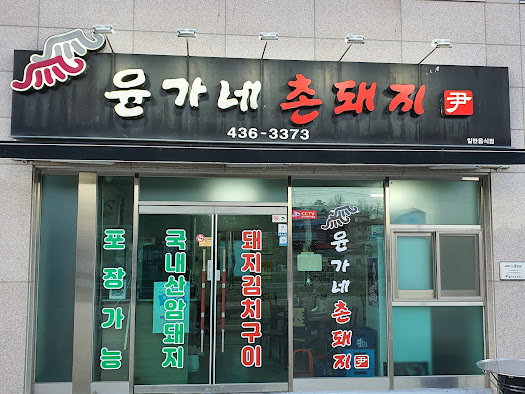 윤가네 촌돼지 尹
436-3373
일반음식점
포장가능
국내산암돼지
돼지김치구이
CCTV
윤가네촌돼지 尹